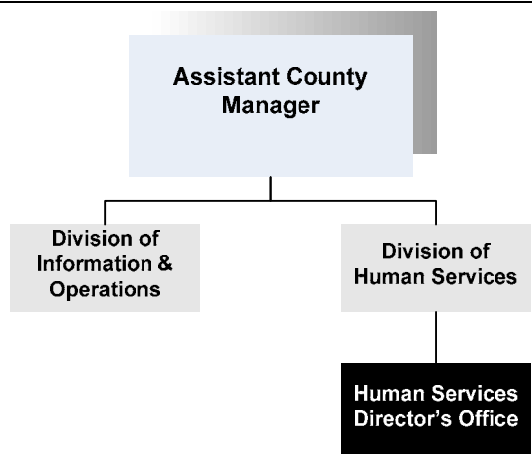 Assistant County
Manager
Division of
Information &
Operations
Division of
Human Services
Human Services
Director's Office